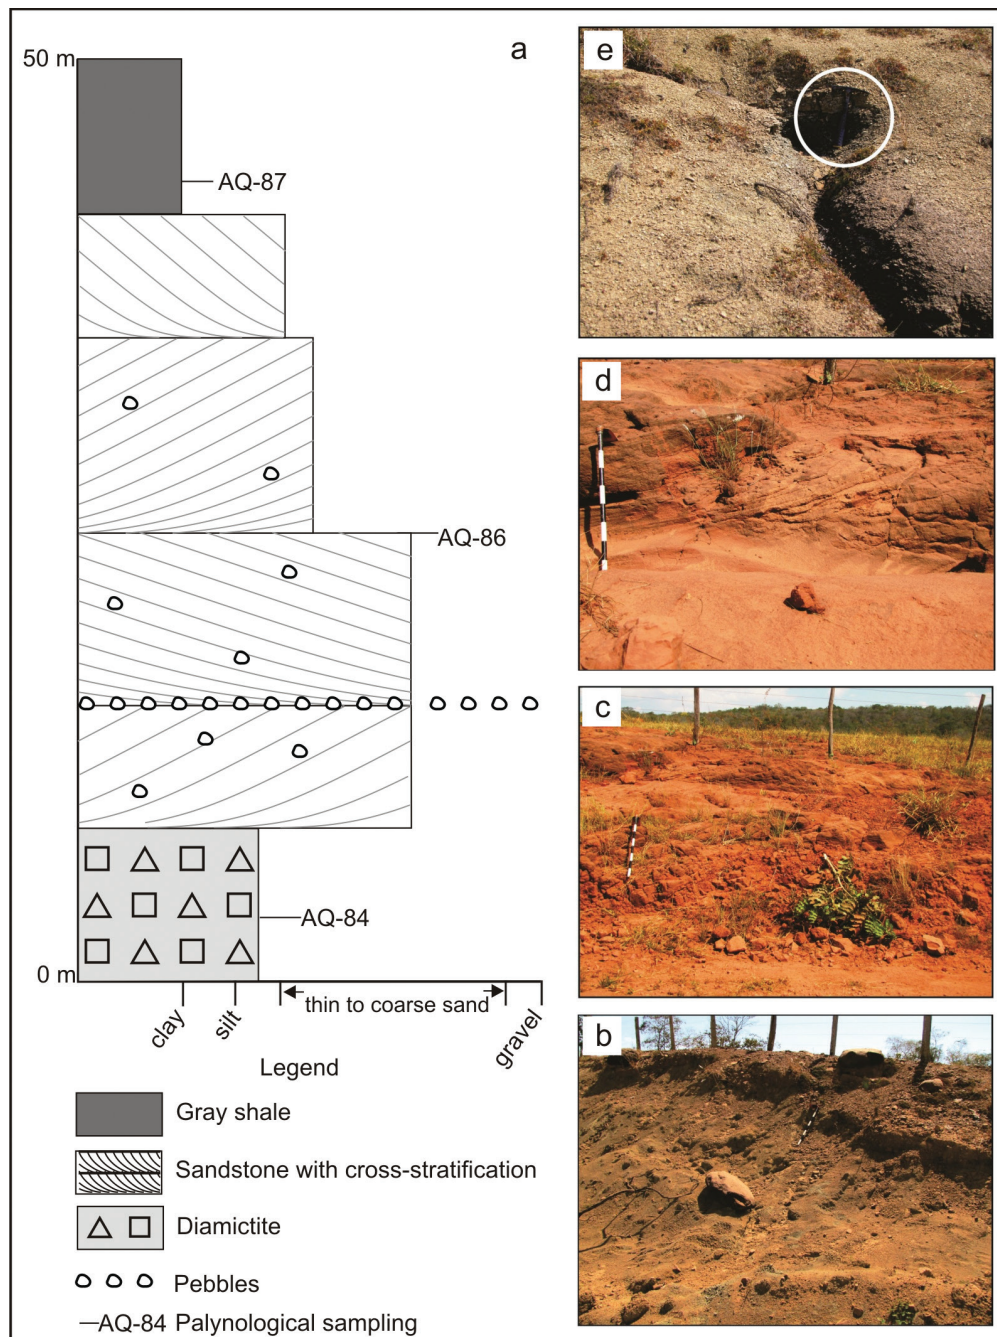 a
50 m
AQ-87
AQ-86
AQ-84
0 m
clay
silt
thin to coarse sand
gravel
Legend
Gray shale
Sandstone with cross-stratification
Diamictite
Pebbles
AQ-84 Palynological sampling
e
d
c
b